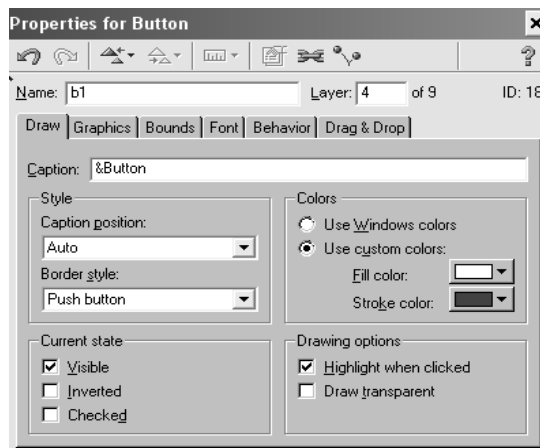 Properties for Button
Name: b1 Layer: 4 of 9 ID: 18
Draw Graphics Bounds Font Behavior Drag & Drop
Caption: &Button
Style
Caption position:
Auto
Border style:
Push button
Colors
Use Windows colors
Use custom colors:
Fill color:
Stroke color:
Current state
Visible
Inverted
Checked
Drawing options
Highlight when clicked
Draw transparent